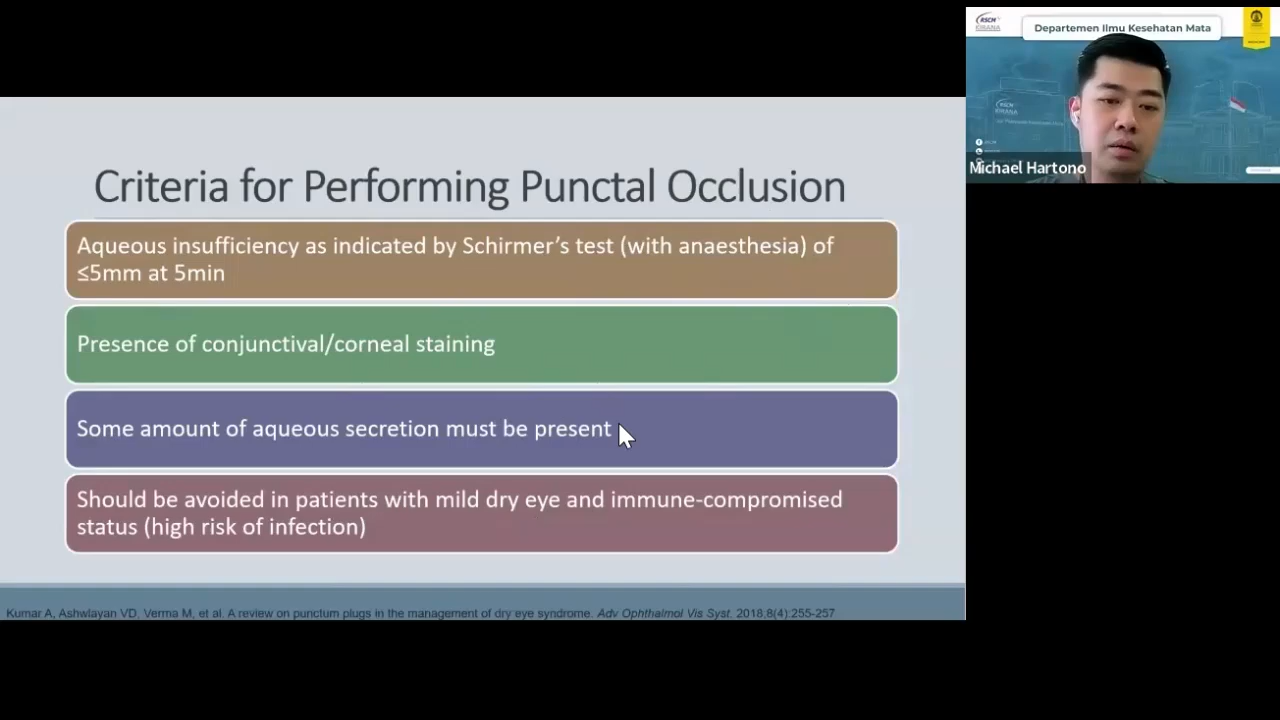 RSCM
KIRANA
Departemen Ilmu Kesehatan Mata
RSCM
KIRANA
Michael Hartono
Criteria for Performing Punctal Occlusion
Aqueous insufficiency as indicated by Schirmer’s test (with anaesthesia) of
≤5mm at 5min
Presence of conjunctival/corneal staining
Some amount of aqueous secretion must be present
Should be avoided in patients with mild dry eye and immune-compromised
status (high risk of infection)
Kumar A, Ashwlayan VD, Verma M, et al. A review on punctum plugs in the management of dry eye syndrome. Adv Ophthalmol Vis Syst. 2018;8(4):255-257